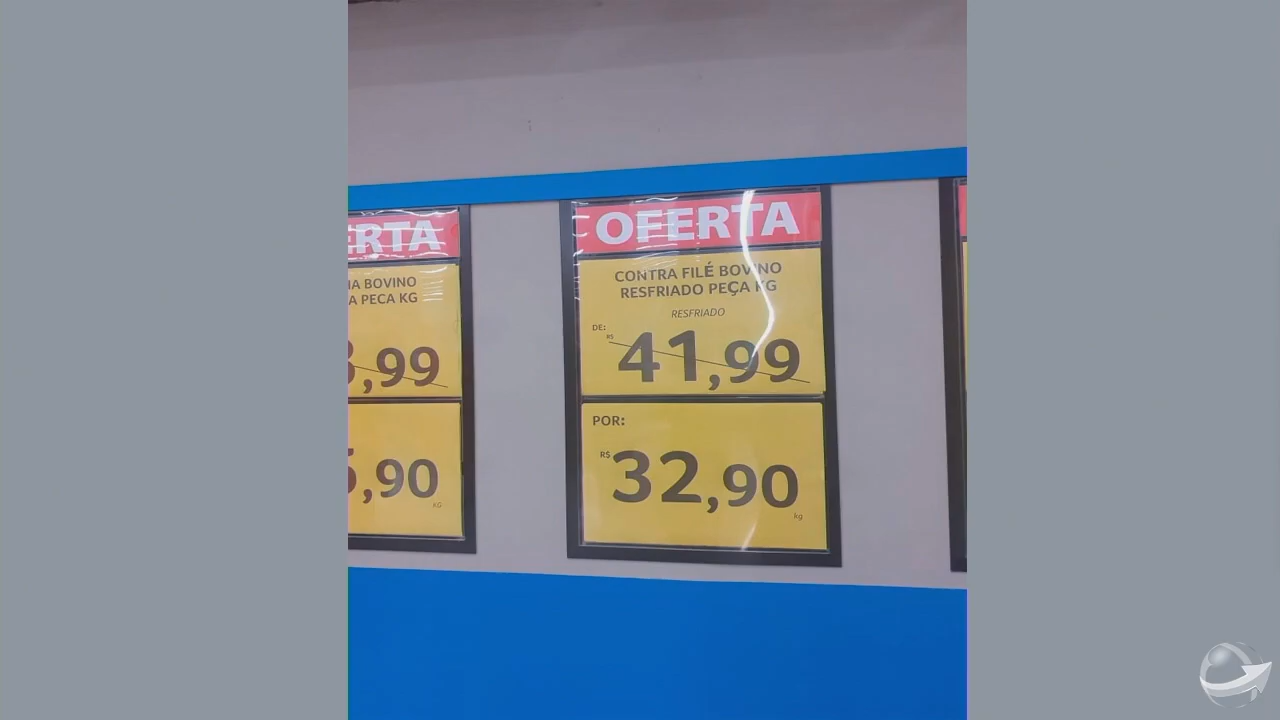 ERTA
BOVINO
A PECA KG
,99
,90
KG
OFERTA
CONTRA FILÉ BOVINO
RESFRIADO PEÇA KG
RESFRIADO
DE:
R$
41,99
POR:
R$ 32,90
kg